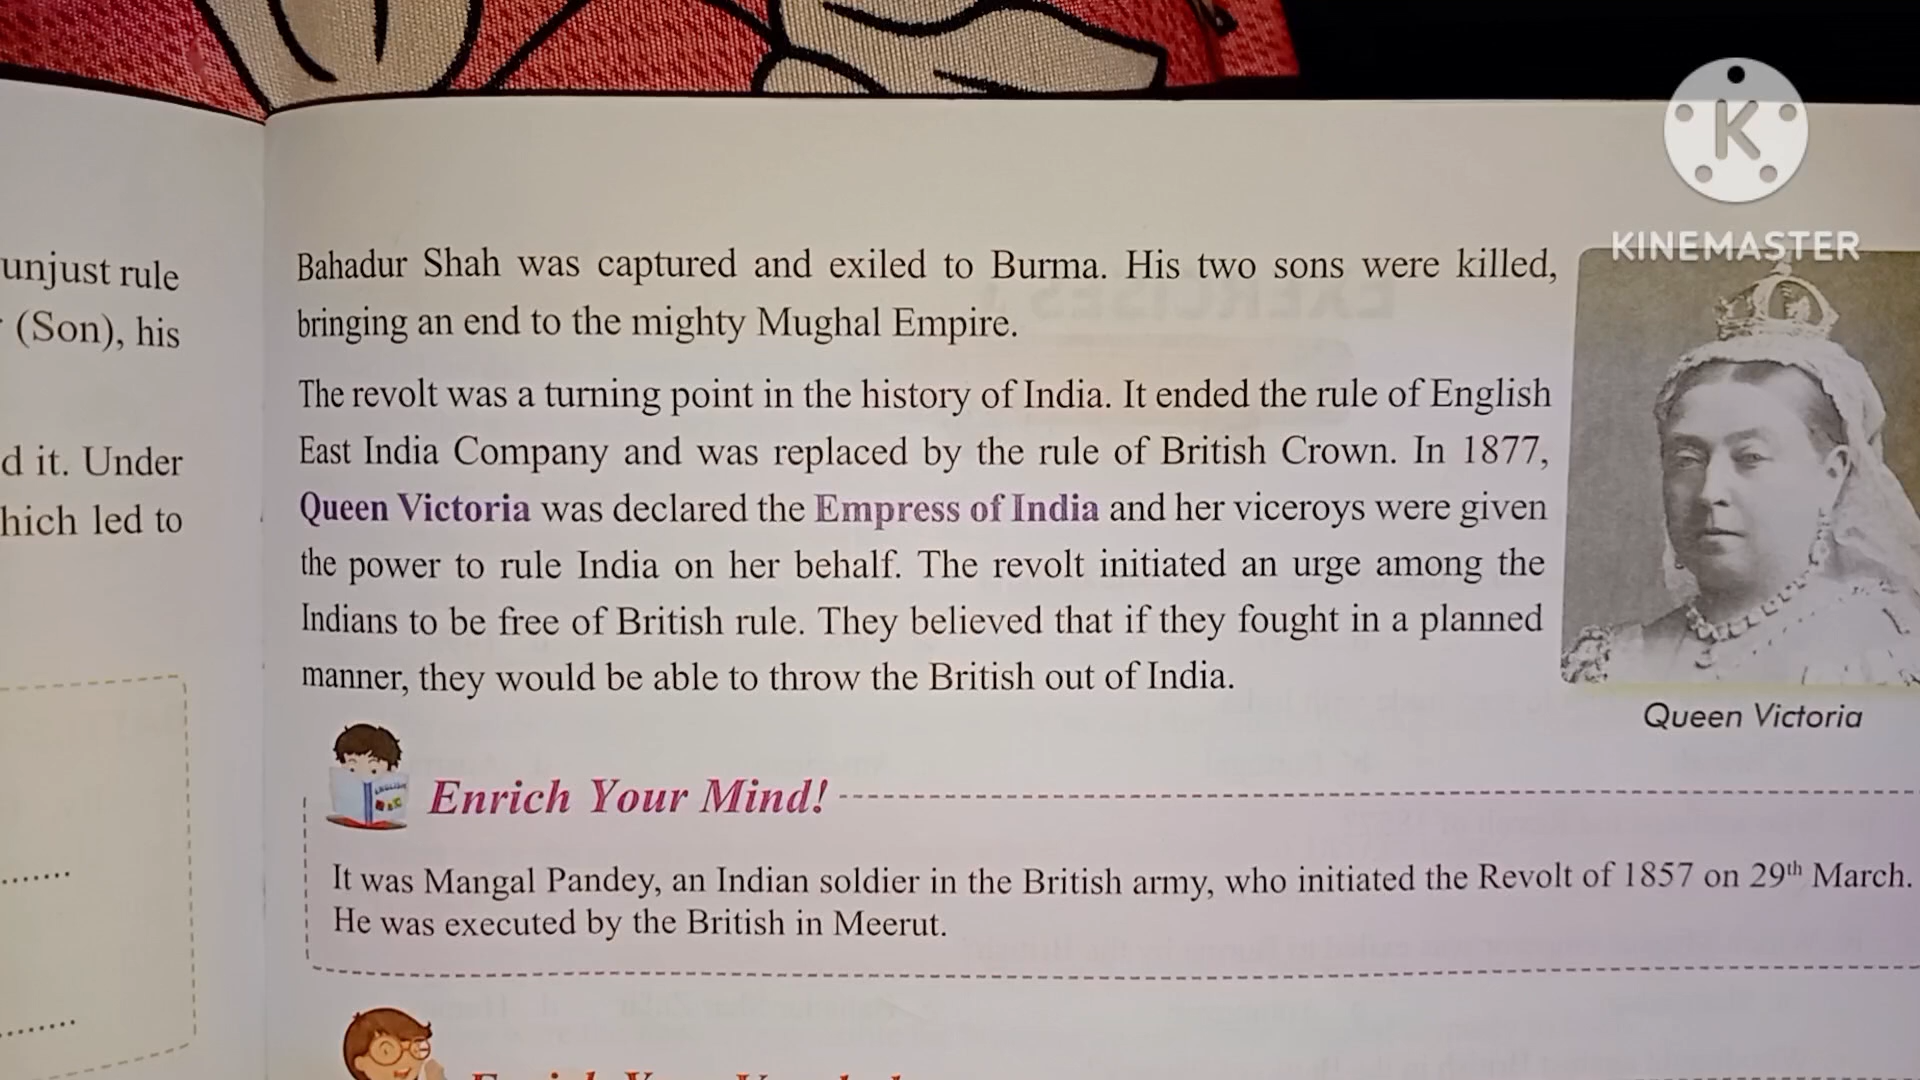 KINEMASTER
unjust rule
(Son), his
d it. Under
hich led to
Bahadur Shah was captured and exiled to Burma. His two sons were killed,
bringing an end to the mighty Mughal Empire.
The revolt was a turning point in the history of India. It ended the rule of English
East India Company and was replaced by the rule of British Crown. In 1877,
Queen Victoria was declared the Empress of India and her viceroys were given
the power to rule India on her behalf. The revolt initiated an urge among the
Indians to be free of British rule. They believed that if they fought in a planned
manner, they would be able to throw the British out of India.
Queen Victoria
Enrich Your Mind!
It was Mangal Pandey, an Indian soldier in the British army, who initiated the Revolt of 1857 on 29th March.
He was executed by the British in Meerut.